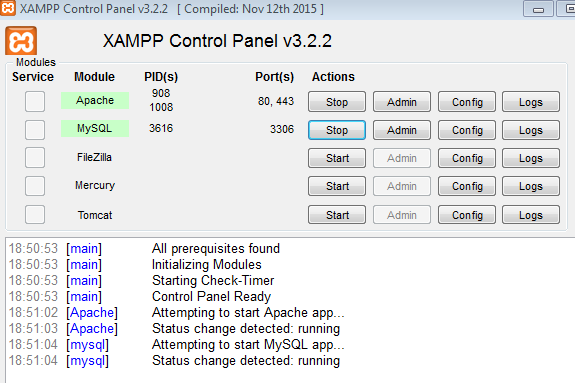 XAMPP Control Panel v3.2.2 [ Compiled: Nov 12th 2015 ]
XAMPP Control Panel v3.2.2
Modules
Service Module PID(s) Port(s) Actions
Apache 908 1008 80, 443 Stop Admin Config Logs
MySQL 3616 3306 Stop Admin Config Logs
FileZilla Start Admin Config Logs
Mercury Start Admin Config Logs
Tomcat Start Admin Config Logs
18:50:53 [main] All prerequisites found
18:50:53 [main] Initializing Modules
18:50:53 [main] Starting Check-Timer
18:50:53 [main] Control Panel Ready
18:51:02 [Apache] Attempting to start Apache app...
18:51:03 [Apache] Status change detected: running
18:51:04 [mysql] Attempting to start MySQL app...
18:51:04 [mysql] Status change detected: running